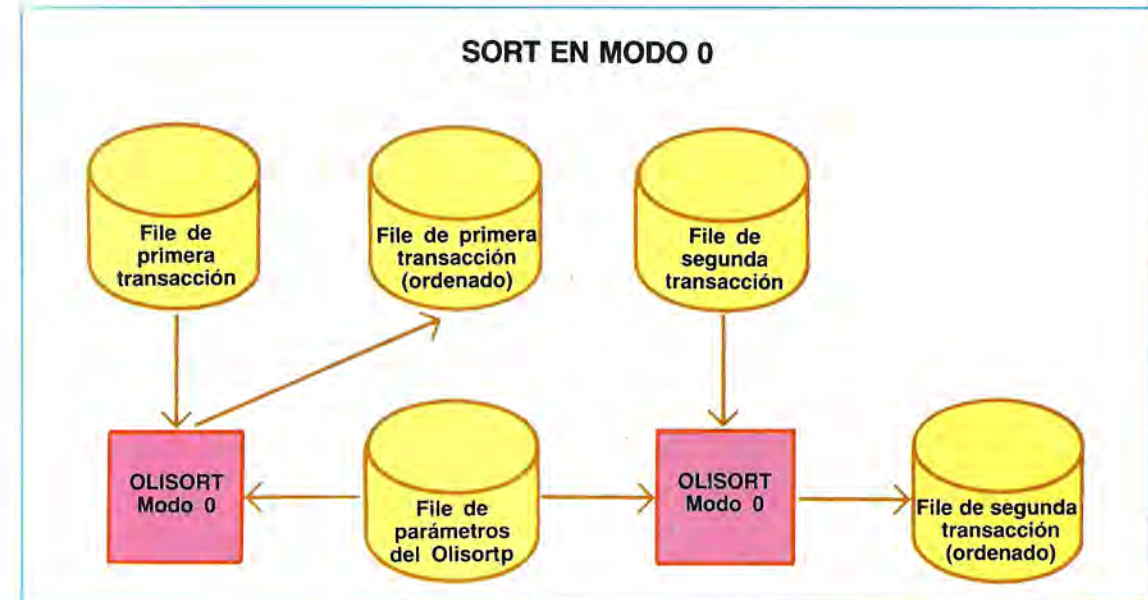 SORT EN MODO 0
File de
primera
transacción
File de primera
transacción
(ordenado)
File de
segunda
transacción
OLISORT
Modo 0
File de
parámetros
del Olisortp
OLISORT
Modo 0
File de segunda
transacción
(ordenado)